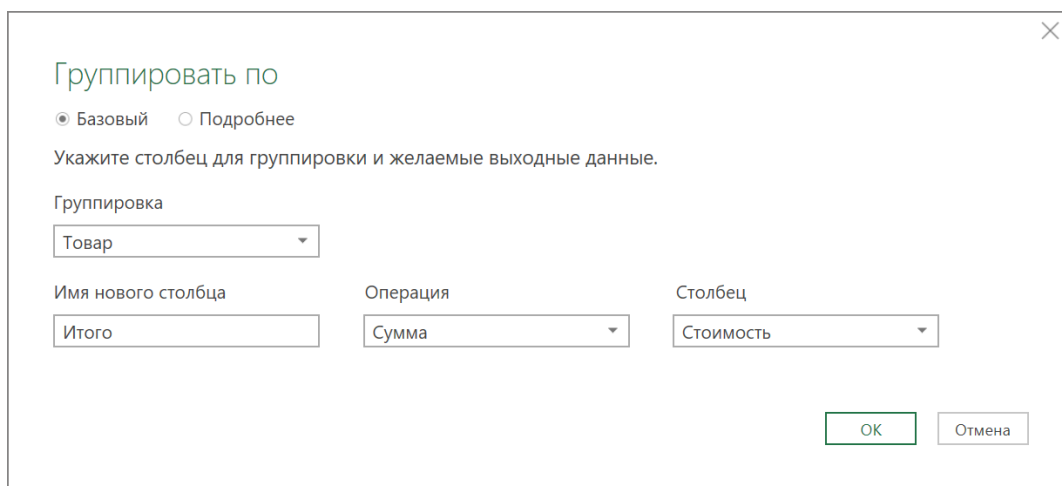 Группировать по
Базовый Подробнее
Укажите столбец для группировки и желаемые выходные данные.
Группировка
Товар
Имя нового столбца Операция Столбец
Итого Сумма Стоимость
ОК Отмена